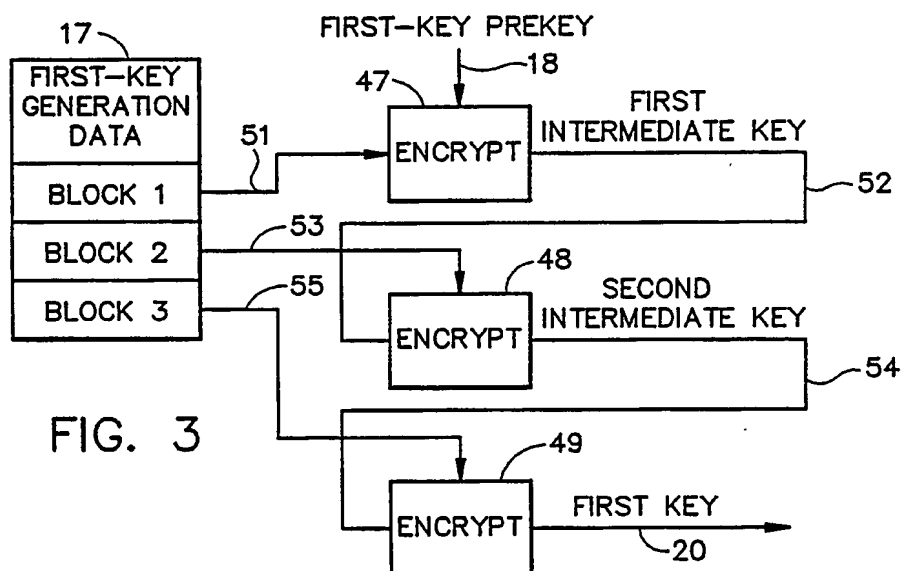 17
FIRST-KEY
GENERATION
DATA
BLOCK 1
BLOCK 2
BLOCK 3
51
53
55
FIRST-KEY PREKEY
18
47
ENCRYPT
FIRST
INTERMEDIATE KEY
52
48
ENCRYPT
SECOND
INTERMEDIATE KEY
54
49
ENCRYPT
FIRST KEY
20
FIG. 3